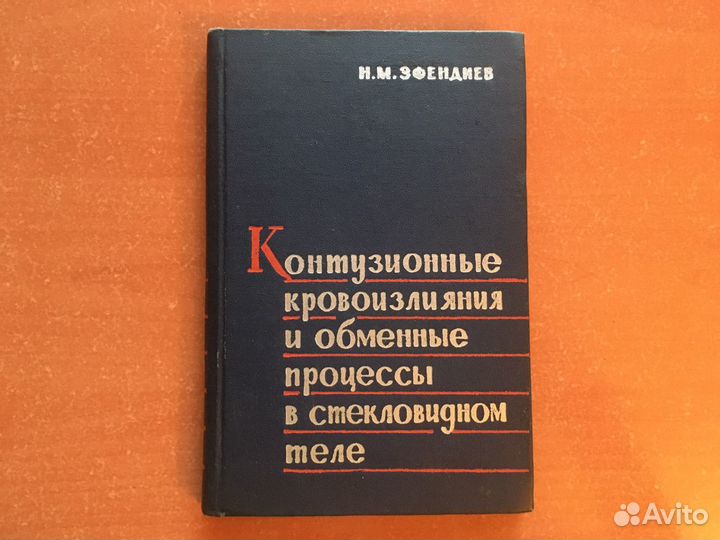 Н.М.ЭФЕНДИЕВ
Контузионные
кровоизлияния
и обменные
процессы
в стекловидном
теле
Avito